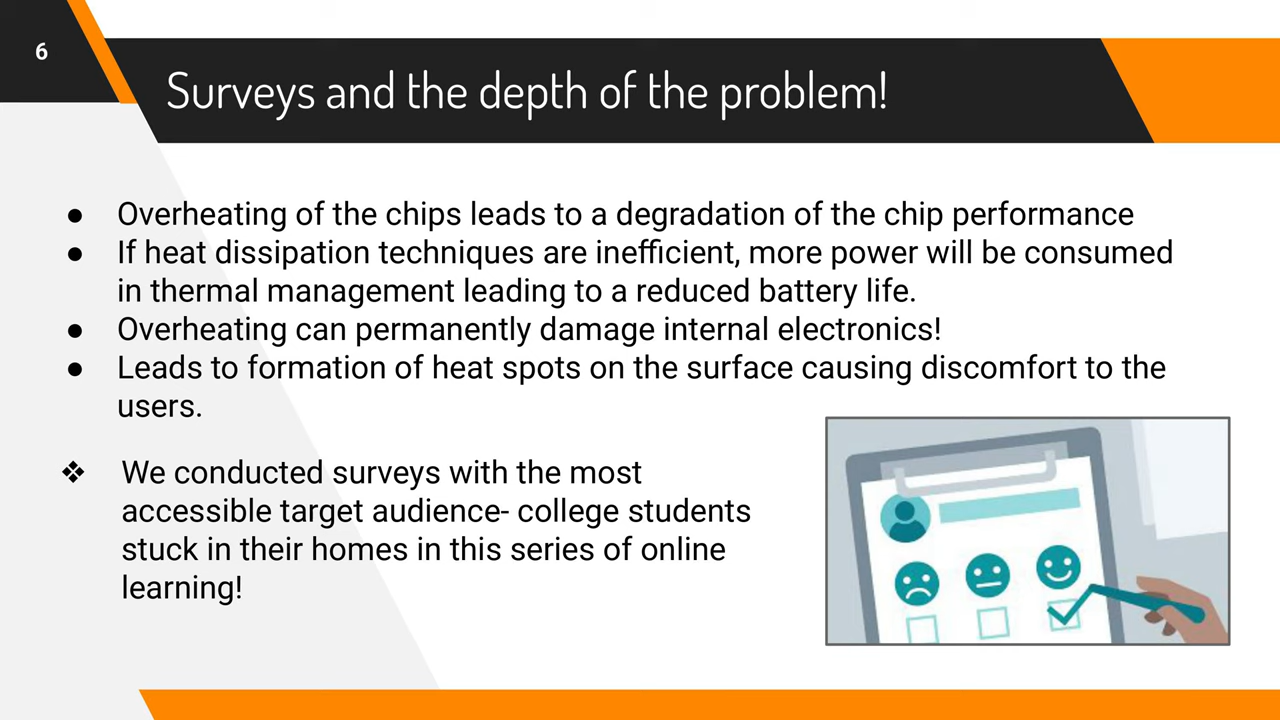 6
Surveys and the depth of the problem!
● Overheating of the chips leads to a degradation of the chip performance
● If heat dissipation techniques are inefficient, more power will be consumed
in thermal management leading to a reduced battery life.
● Overheating can permanently damage internal electronics!
● Leads to formation of heat spots on the surface causing discomfort to the
users.
❖ We conducted surveys with the most
accessible target audience- college students
stuck in their homes in this series of online
learning!